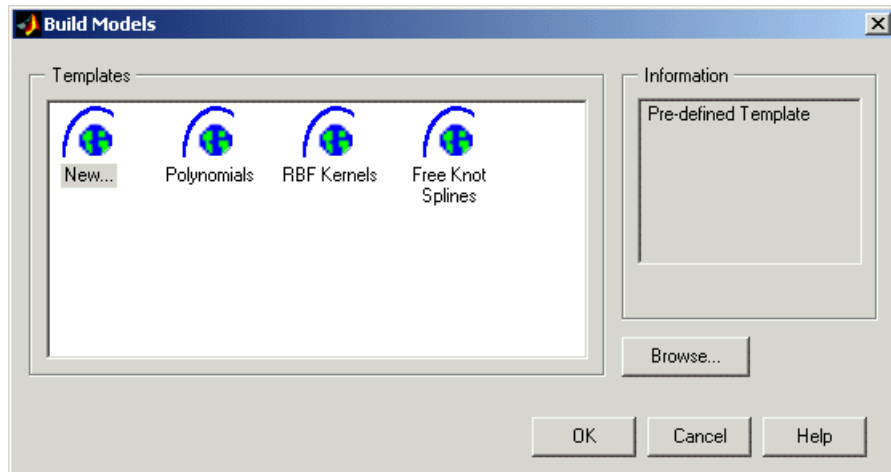 Build Models
Templates
New...
Polynomials
RBF Kernels
Free Knot
Splines
Information
Pre-defined Template
Browse...
OK
Cancel
Help